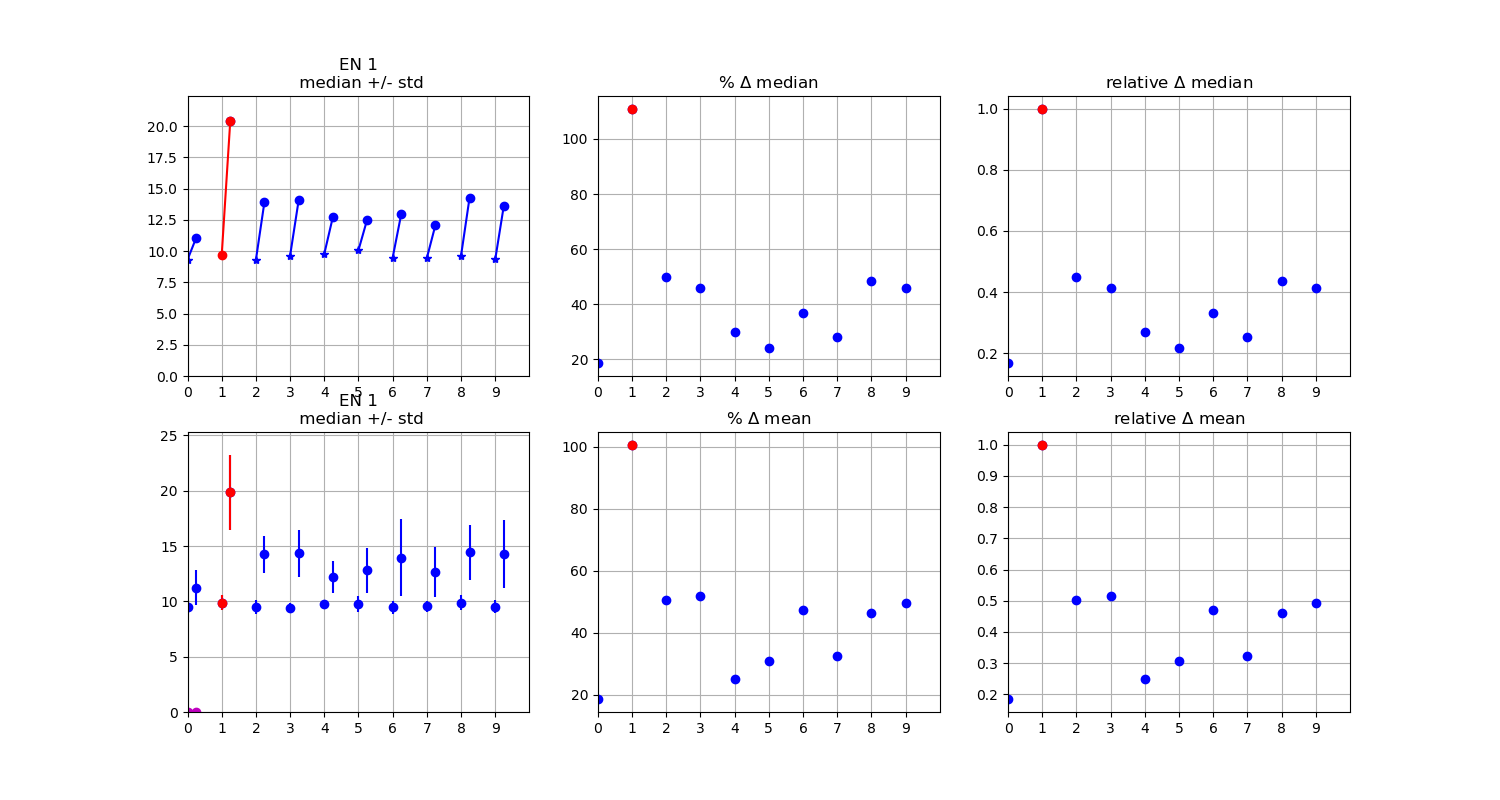 EN 1
median +/- std
% Δ median
relative Δ median
20.0
17.5
15.0
12.5
10.0
7.5
5.0
2.5
0.0
0 1 2 3 4 5 6 7 8 9
100
80
60
40
20
0 1 2 3 4 5 6 7 8 9
1.0
0.8
0.6
0.4
0.2
0 1 2 3 4 5 6 7 8 9
EN 1
median +/- std
% Δ mean
relative Δ mean
25
20
15
10
5
0
0 1 2 3 4 5 6 7 8 9
100
80
60
40
20
0 1 2 3 4 5 6 7 8 9
1.0
0.9
0.8
0.7
0.6
0.5
0.4
0.3
0.2
0 1 2 3 4 5 6 7 8 9